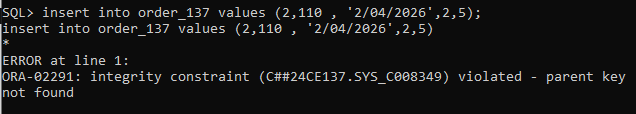 SQL> insert into order_137 values (2,110 , '2/04/2026',2,5);
insert into order_137 values (2,110 , '2/04/2026',2,5)
*
ERROR at line 1:
ORA-02291: integrity constraint (C##24CE137.SYS_C008349) violated - parent key
not found